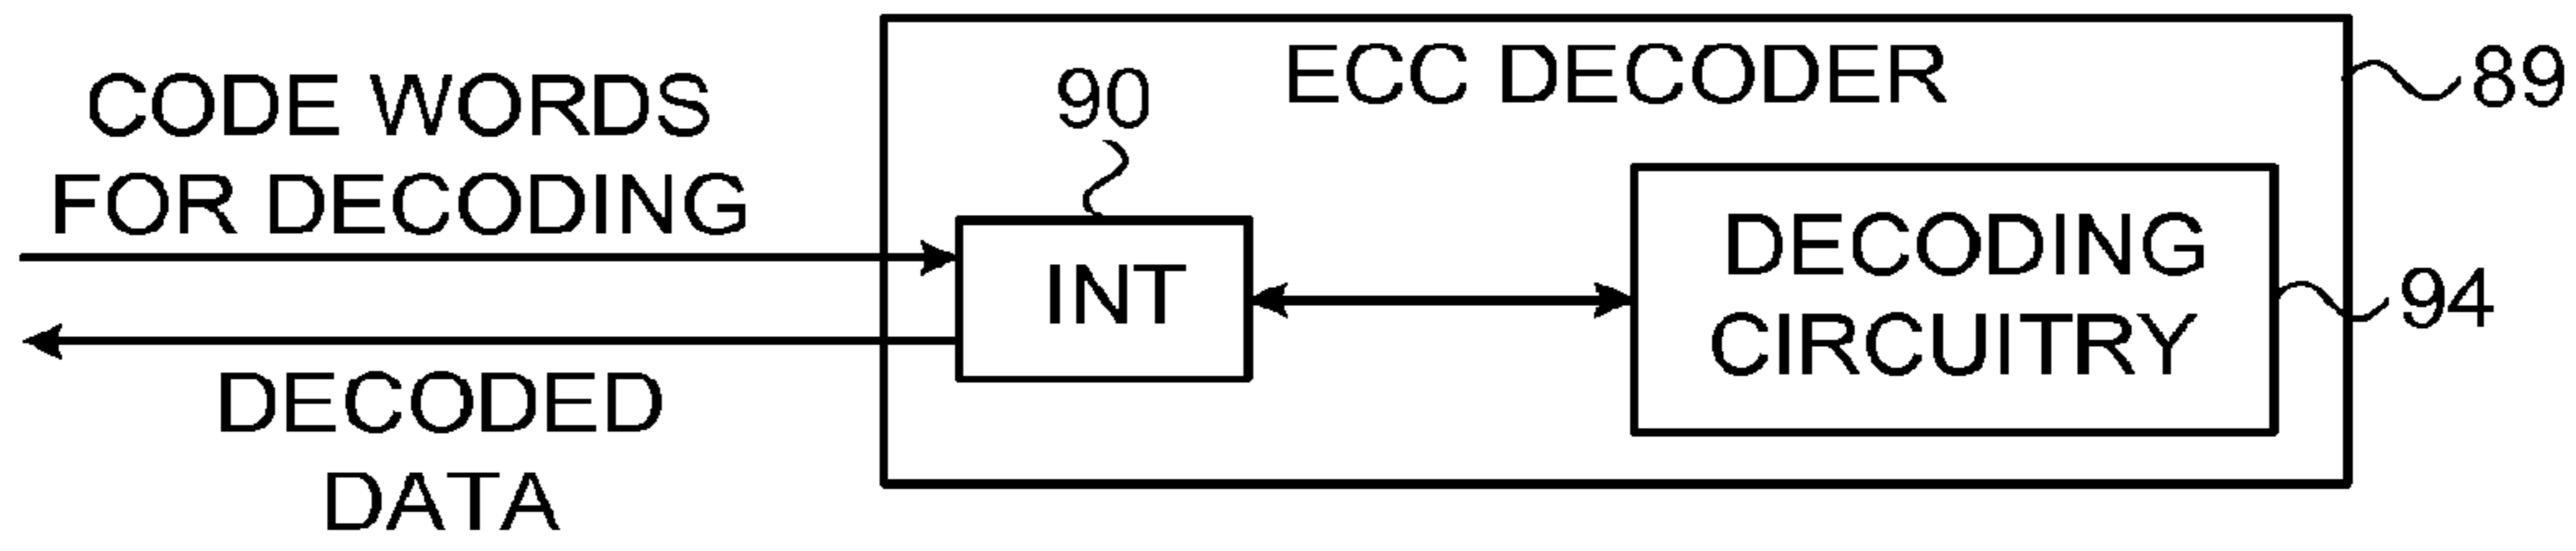 CODE WORDS
FOR DECODING
DECODED
DATA
ECC DECODER
89
90
INT
DECODING
CIRCUITRY
94